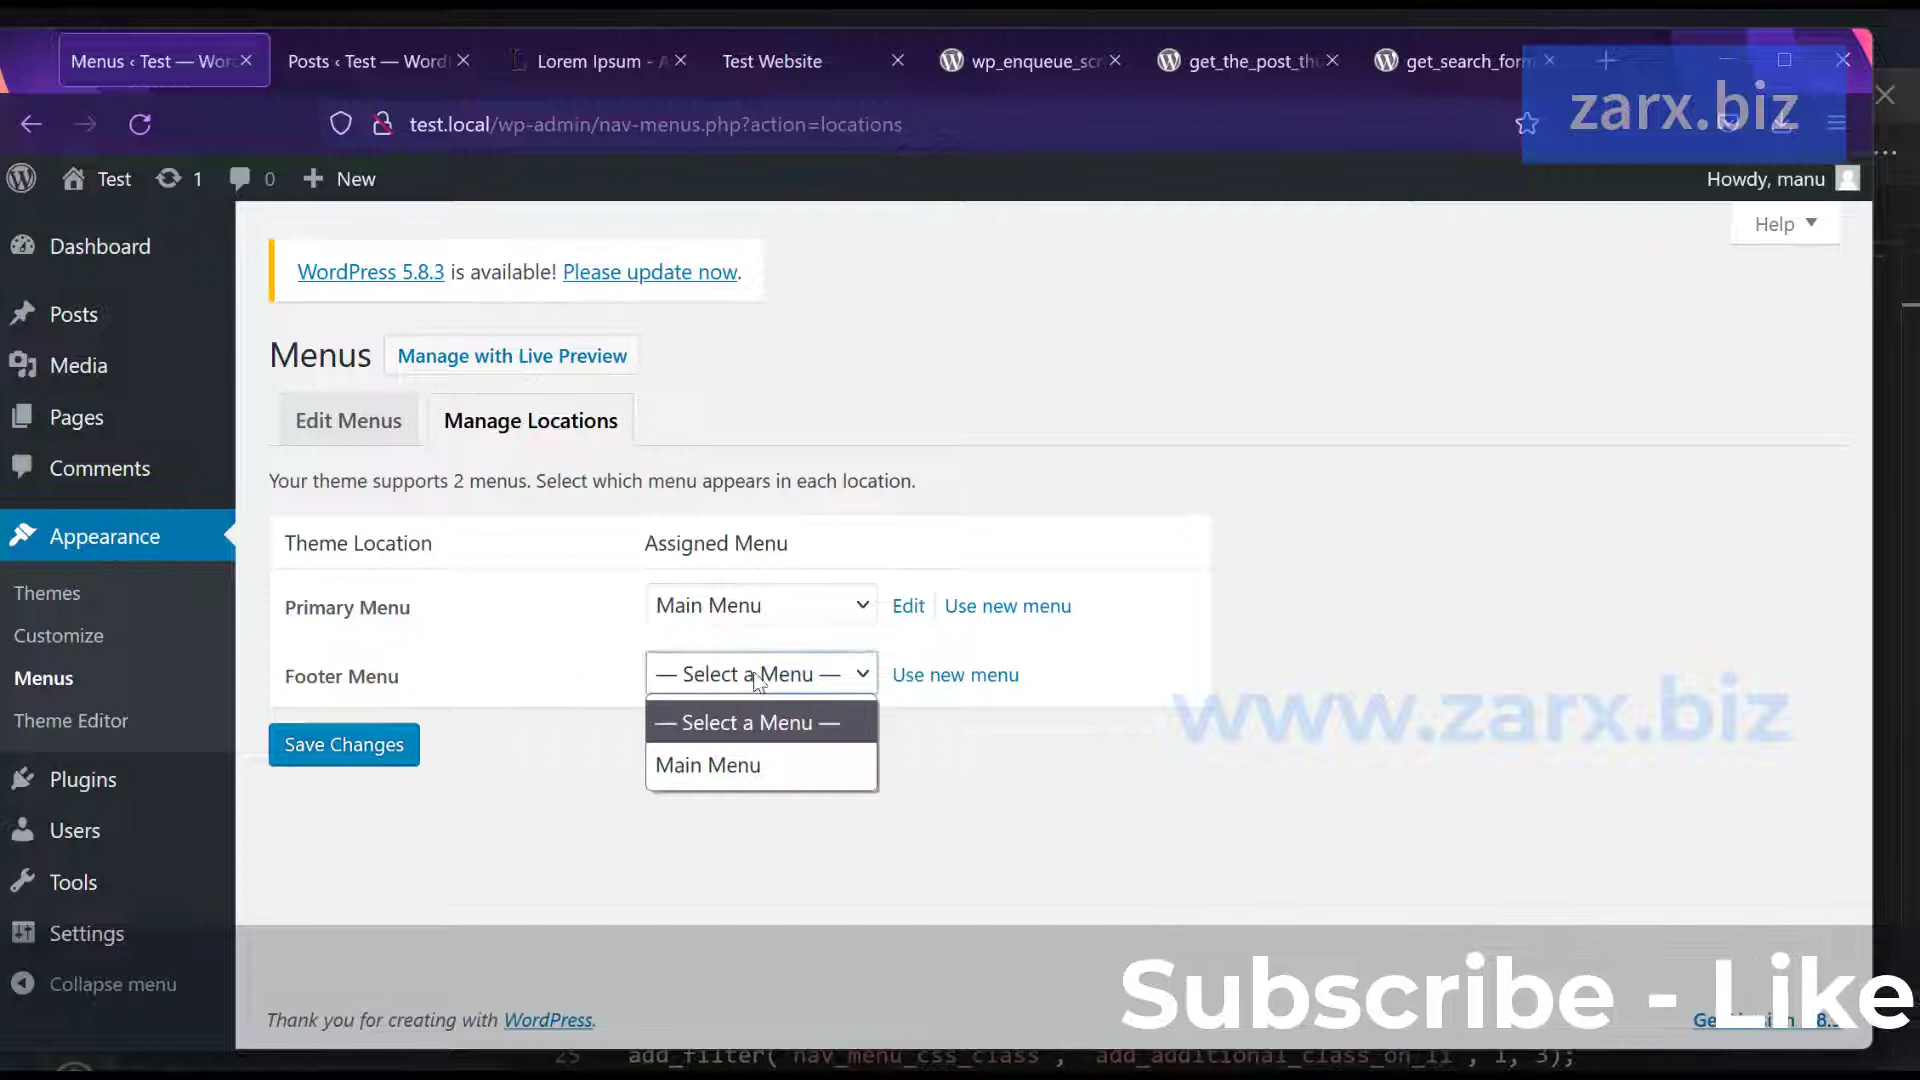 Menus ‹ Test — Wor
Posts ‹ Test — Word
Lorem Ipsum - A
Test Website
wp_enqueue_scr
get_the_post_th
get_search_form
zarx.biz
test.local/wp-admin/nav-menus.php?action=locations
Test
1
0
New
Howdy, manu
Help
Dashboard
WordPress 5.8.3 is available! Please update now.
Posts
Menus
Manage with Live Preview
Media
Pages
Edit Menus
Manage Locations
Comments
Your theme supports 2 menus. Select which menu appears in each location.
Appearance
Theme Location
Assigned Menu
Themes
Primary Menu
Main Menu
Edit
Use new menu
Customize
Footer Menu
— Select a Menu —
Use new menu
Menus
www.zarx.biz
Theme Editor
— Select a Menu —
Save Changes
Main Menu
Plugins
Users
Tools
Settings
Collapse menu
Subscribe - Like
Thank you for creating with WordPress.
25 add_filter('nav_menu_css_class', 'add_additional_class_on_li', 1, 3);